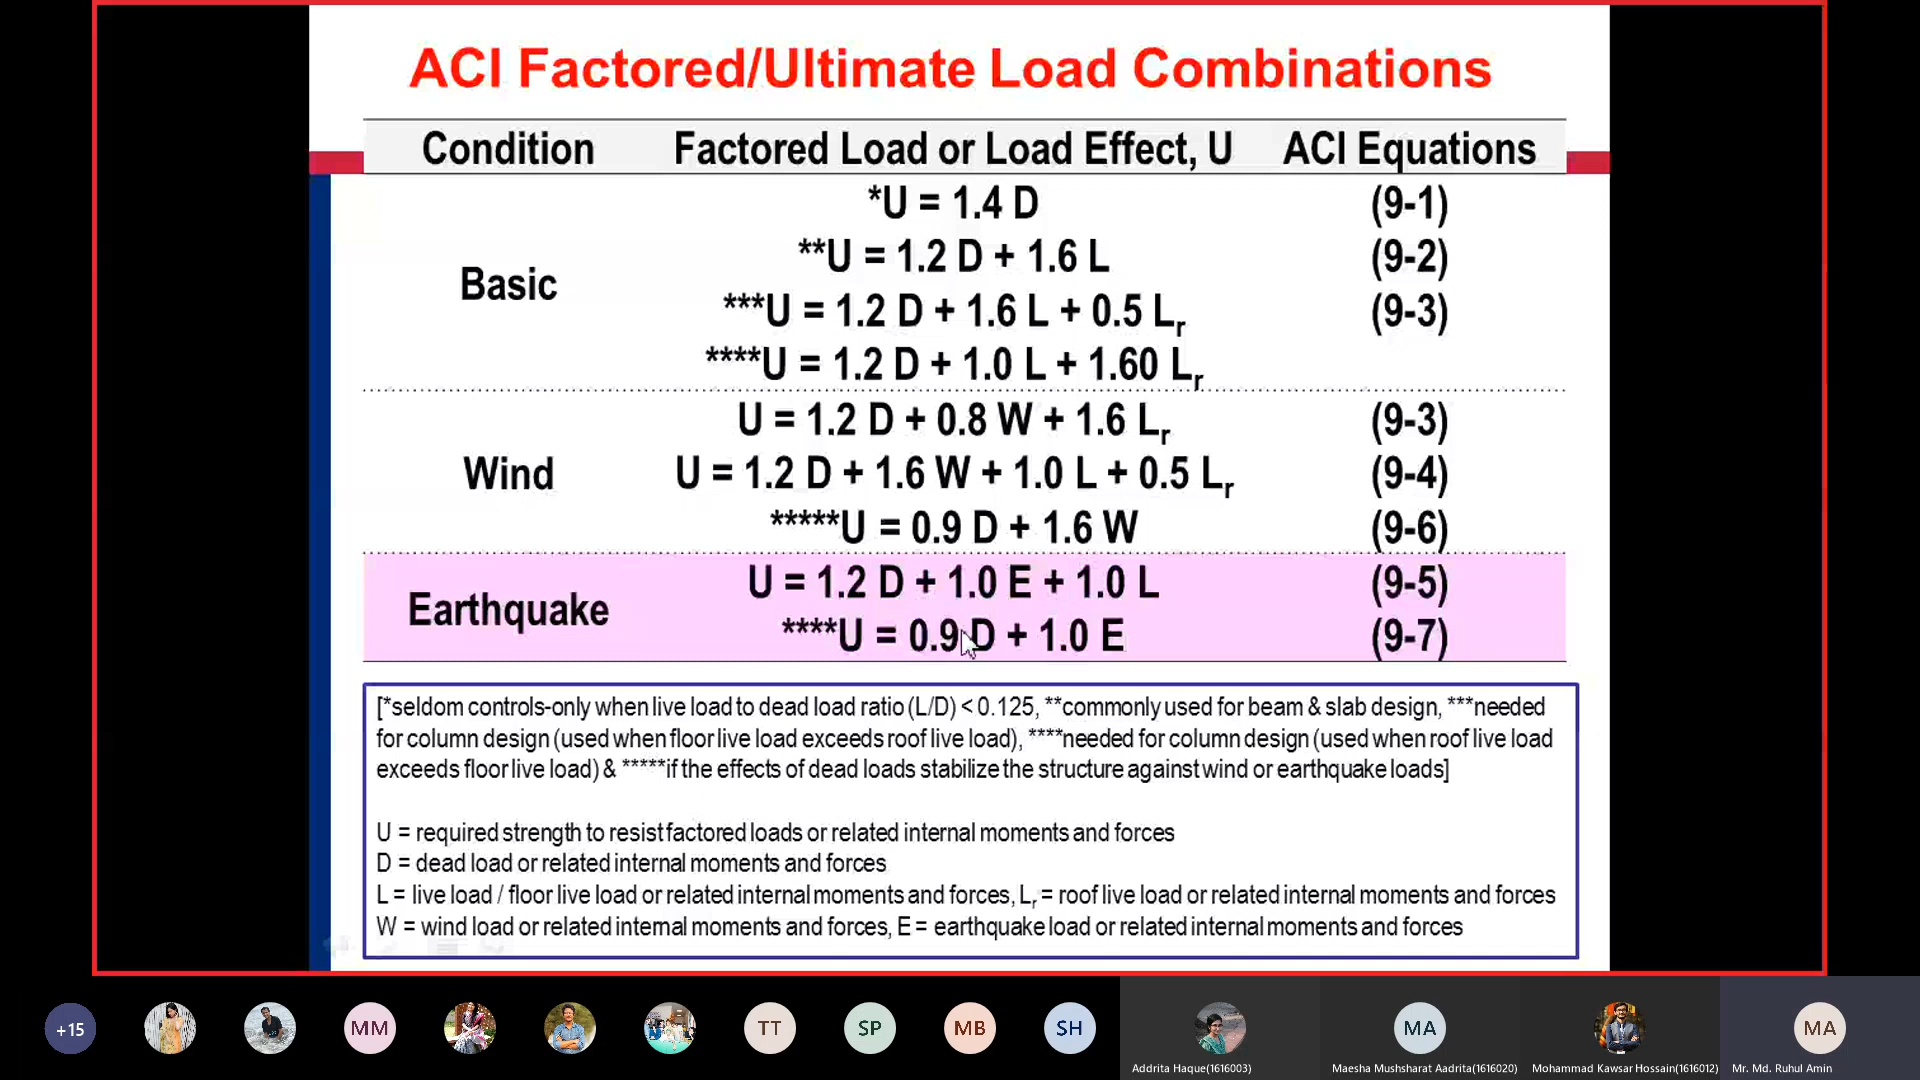 ACI Factored/Ultimate Load Combinations
Condition Factored Load or Load Effect, U ACI Equations
Basic
*U = 1.4 D (9-1)
**U = 1.2 D + 1.6 L (9-2)
***U = 1.2 D + 1.6 L + 0.5 Lr (9-3)
****U = 1.2 D + 1.0 L + 1.60 Lr
Wind
U = 1.2 D + 0.8 W + 1.6 Lr (9-3)
U = 1.2 D + 1.6 W + 1.0 L + 0.5 Lr (9-4)
*****U = 0.9 D + 1.6 W (9-6)
Earthquake
U = 1.2 D + 1.0 E + 1.0 L (9-5)
****U = 0.9 D + 1.0 E (9-7)
[*seldom controls-only when live load to dead load ratio (L/D) < 0.125, **commonly used for beam & slab design, ***needed
for column design (used when floor live load exceeds roof live load), ****needed for column design (used when roof live load
exceeds floor live load) & *****if the effects of dead loads stabilize the structure against wind or earthquake loads]
U = required strength to resist factored loads or related internal moments and forces
D = dead load or related internal moments and forces
L = live load / floor live load or related internal moments and forces, Lr = roof live load or related internal moments and forces
W = wind load or related internal moments and forces, E = earthquake load or related internal moments and forces
+15 MM TT SP MB SH MA MA
Addrita Haque(1616003) Maesha Mushsharat Aadrita(1616020) Mohammad Kawsar Hossain(1616012) Mr. Md. Ruhul Amin